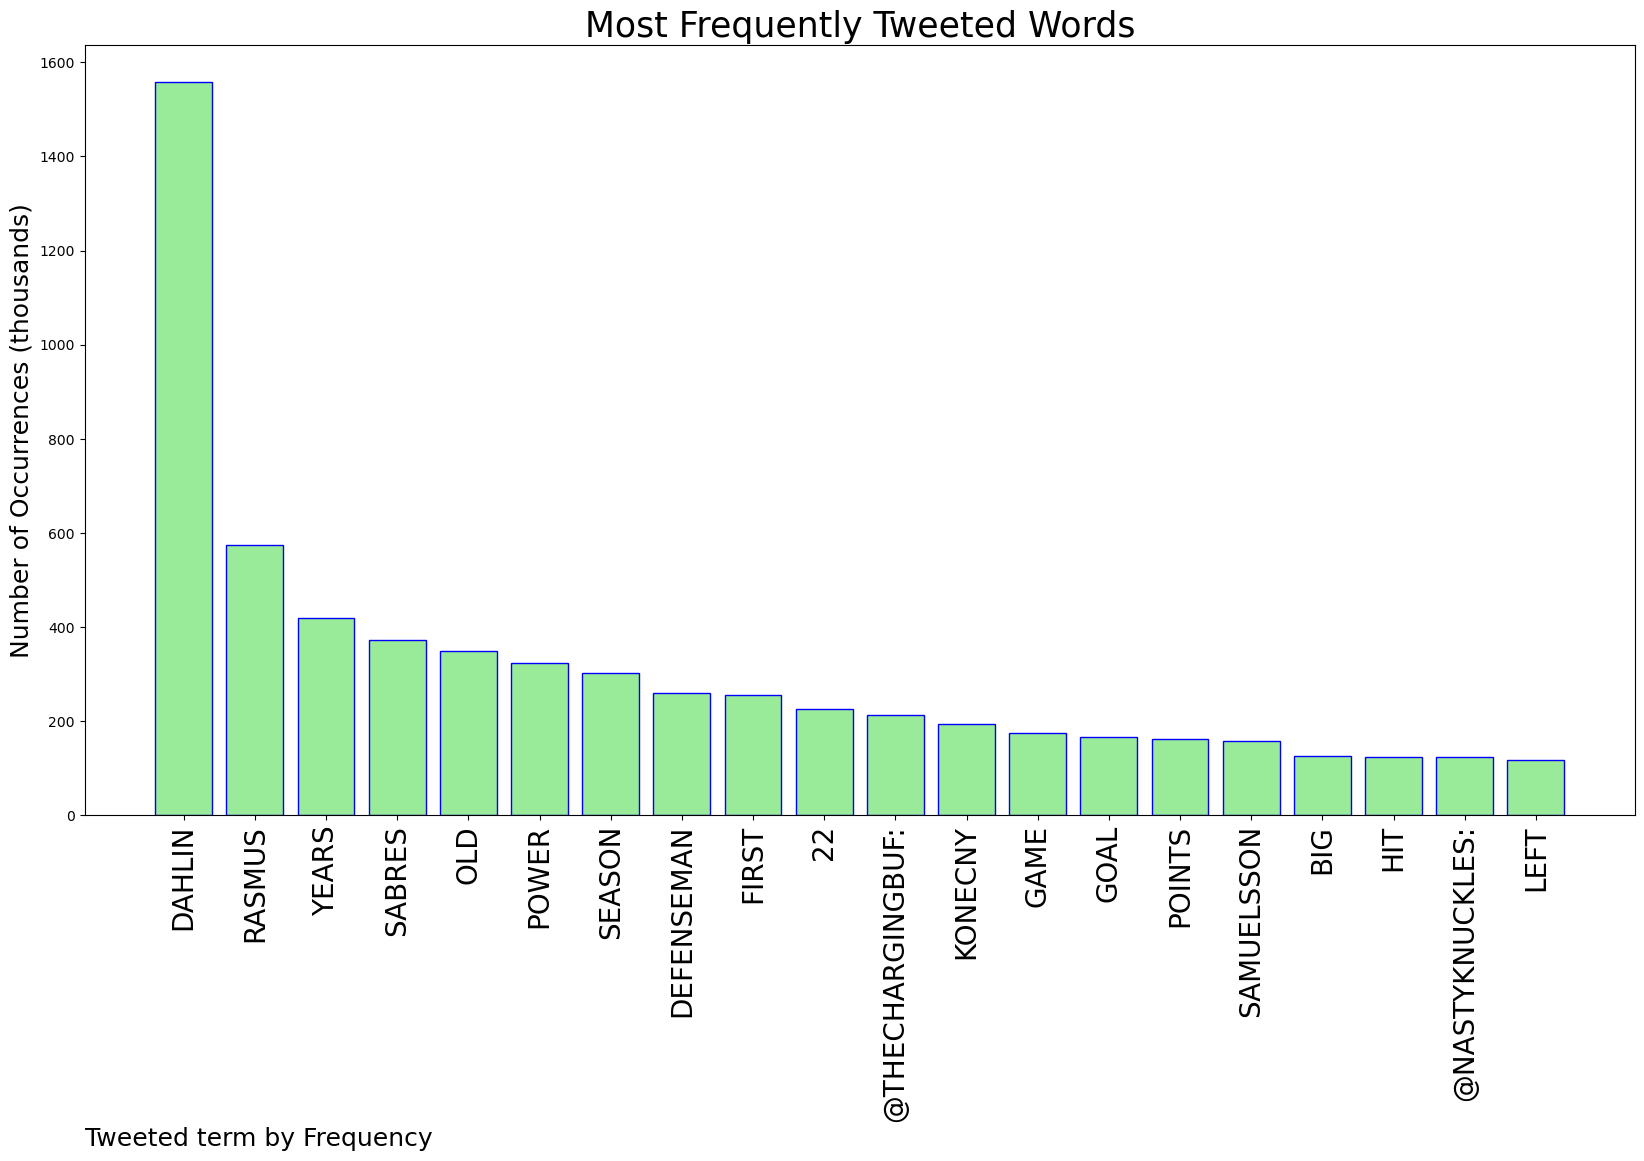 Most Frequently Tweeted Words
Number of Occurrences (thousands)
1600
1400
1200
1000
800
600
400
200
0
DAHLIN
RASMUS
YEARS
SABRES
OLD
POWER
SEASON
DEFENSEMAN
FIRST
22
@THECHARGINGBUF:
KONECNY
GAME
GOAL
POINTS
SAMUELSSON
BIG
HIT
@NASTYKNUCKLES:
LEFT
Tweeted term by Frequency